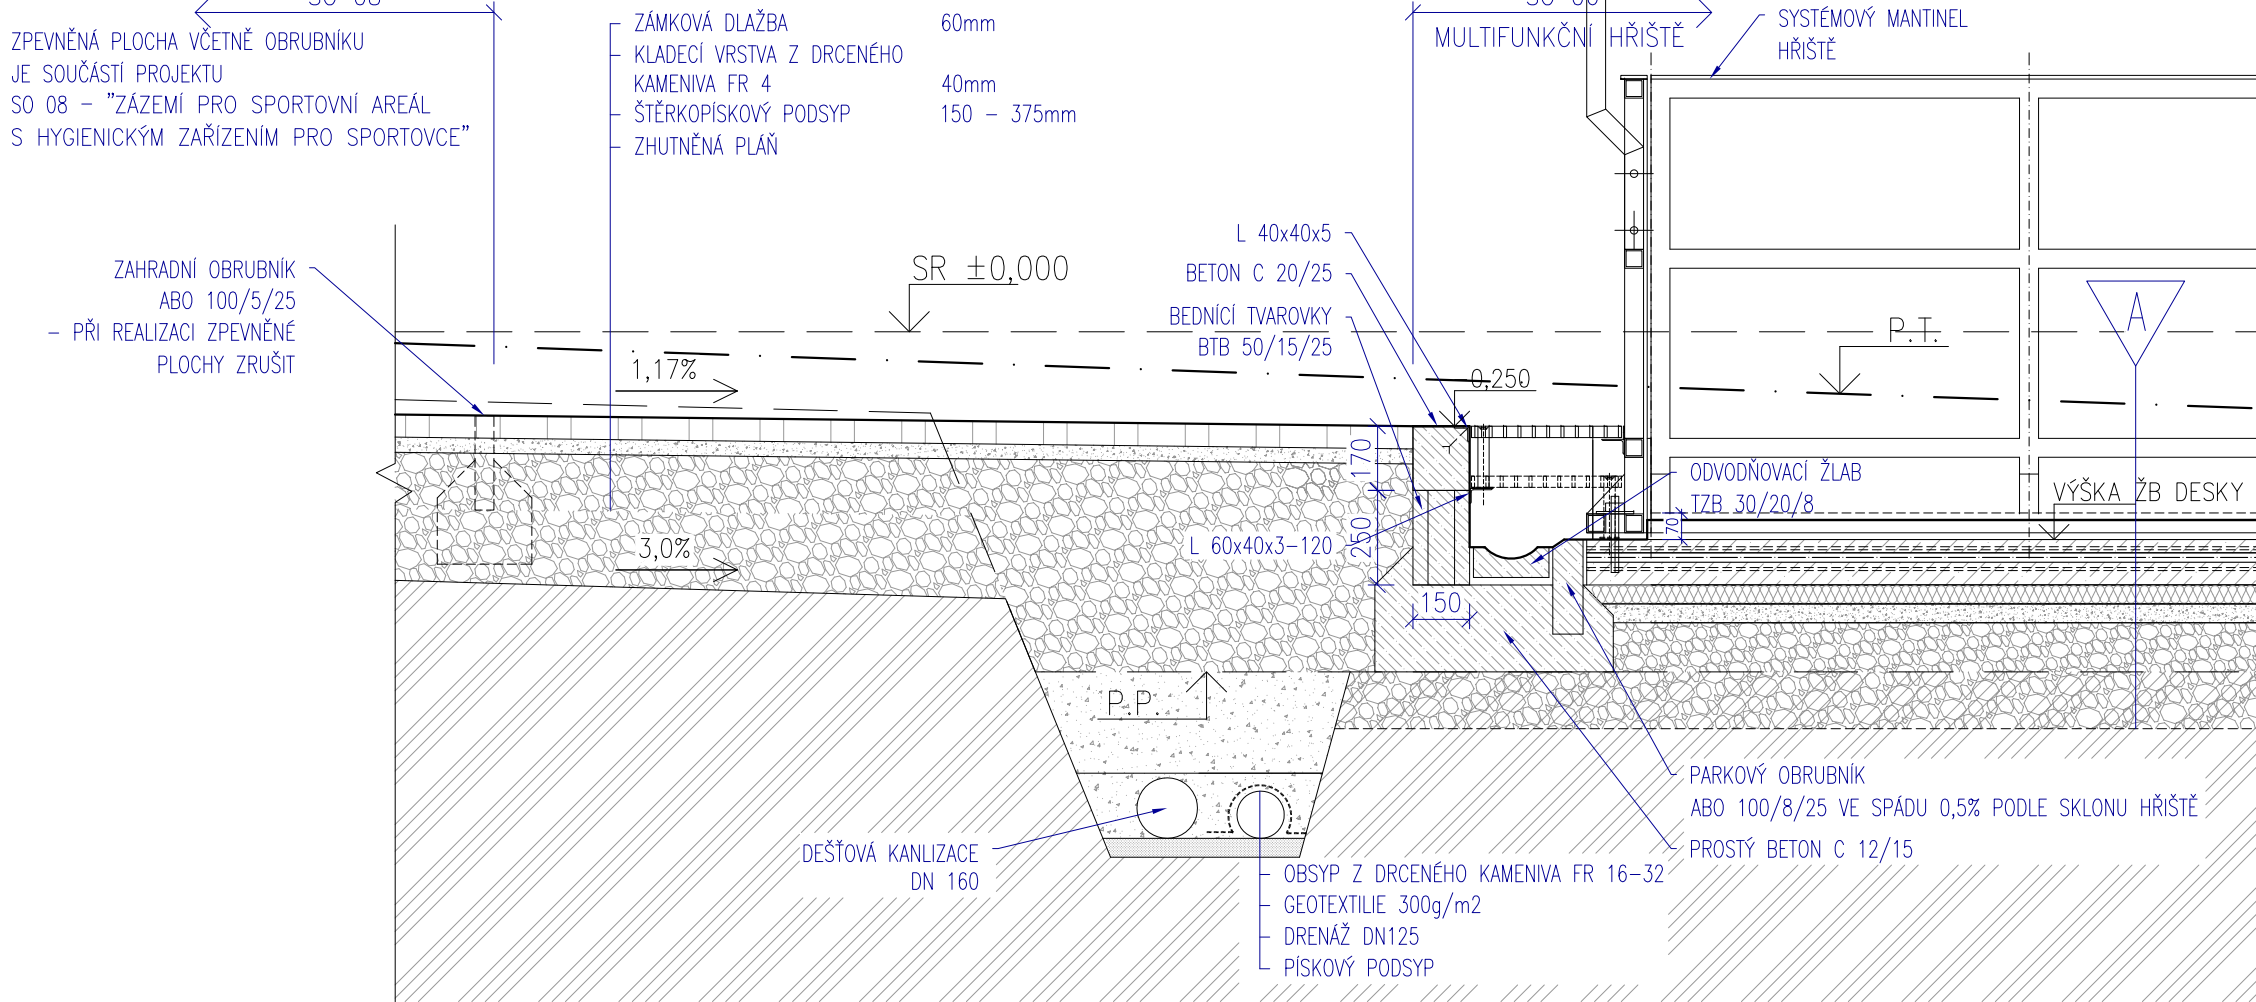 ZPEVNĚNÁ PLOCHA VČETNĚ OBRUBNÍKU
JE SOUČÁSTÍ PROJEKTU
SO 08 – "ZÁZEMÍ PRO SPORTOVNÍ AREÁL
S HYGIENICKÝM ZAŘÍZENÍM PRO SPORTOVCE"
ZÁMKOVÁ DLAŽBA 60mm
KLADECÍ VRSTVA Z DRCENÉHO
KAMENIVA FR 4 40mm
ŠTĚRKOPÍSKOVÝ PODSYP 150 – 375mm
ZHUTNĚNÁ PLÁŇ
MULTIFUNKČNÍ HŘIŠTĚ
SYSTÉMOVÝ MANTINEL
HŘIŠTĚ
ZAHRADNÍ OBRUBNÍK
ABO 100/5/25
– PŘI REALIZACI ZPEVNĚNÉ
PLOCHY ZRUŠIT
SR ±0,000
L 40x40x5
BETON C 20/25
BEDNÍCÍ TVAROVKY
BTB 50/15/25
A
P.T.
1,17%
0,250
170
ODVODŇOVACÍ ŽLAB
TZB 30/20/8
VÝŠKA ŽB DESKY
70
3,0%
L 60x40x3–120
250
150
P.P.
PARKOVÝ OBRUBNÍK
ABO 100/8/25 VE SPÁDU 0,5% PODLE SKLONU HŘIŠTĚ
PROSTÝ BETON C 12/15
DEŠŤOVÁ KANLIZACE
DN 160
OBSYP Z DRCENÉHO KAMENIVA FR 16–32
GEOTEXTILIE 300g/m2
DRENÁŽ DN125
PÍSKOVÝ PODSYP